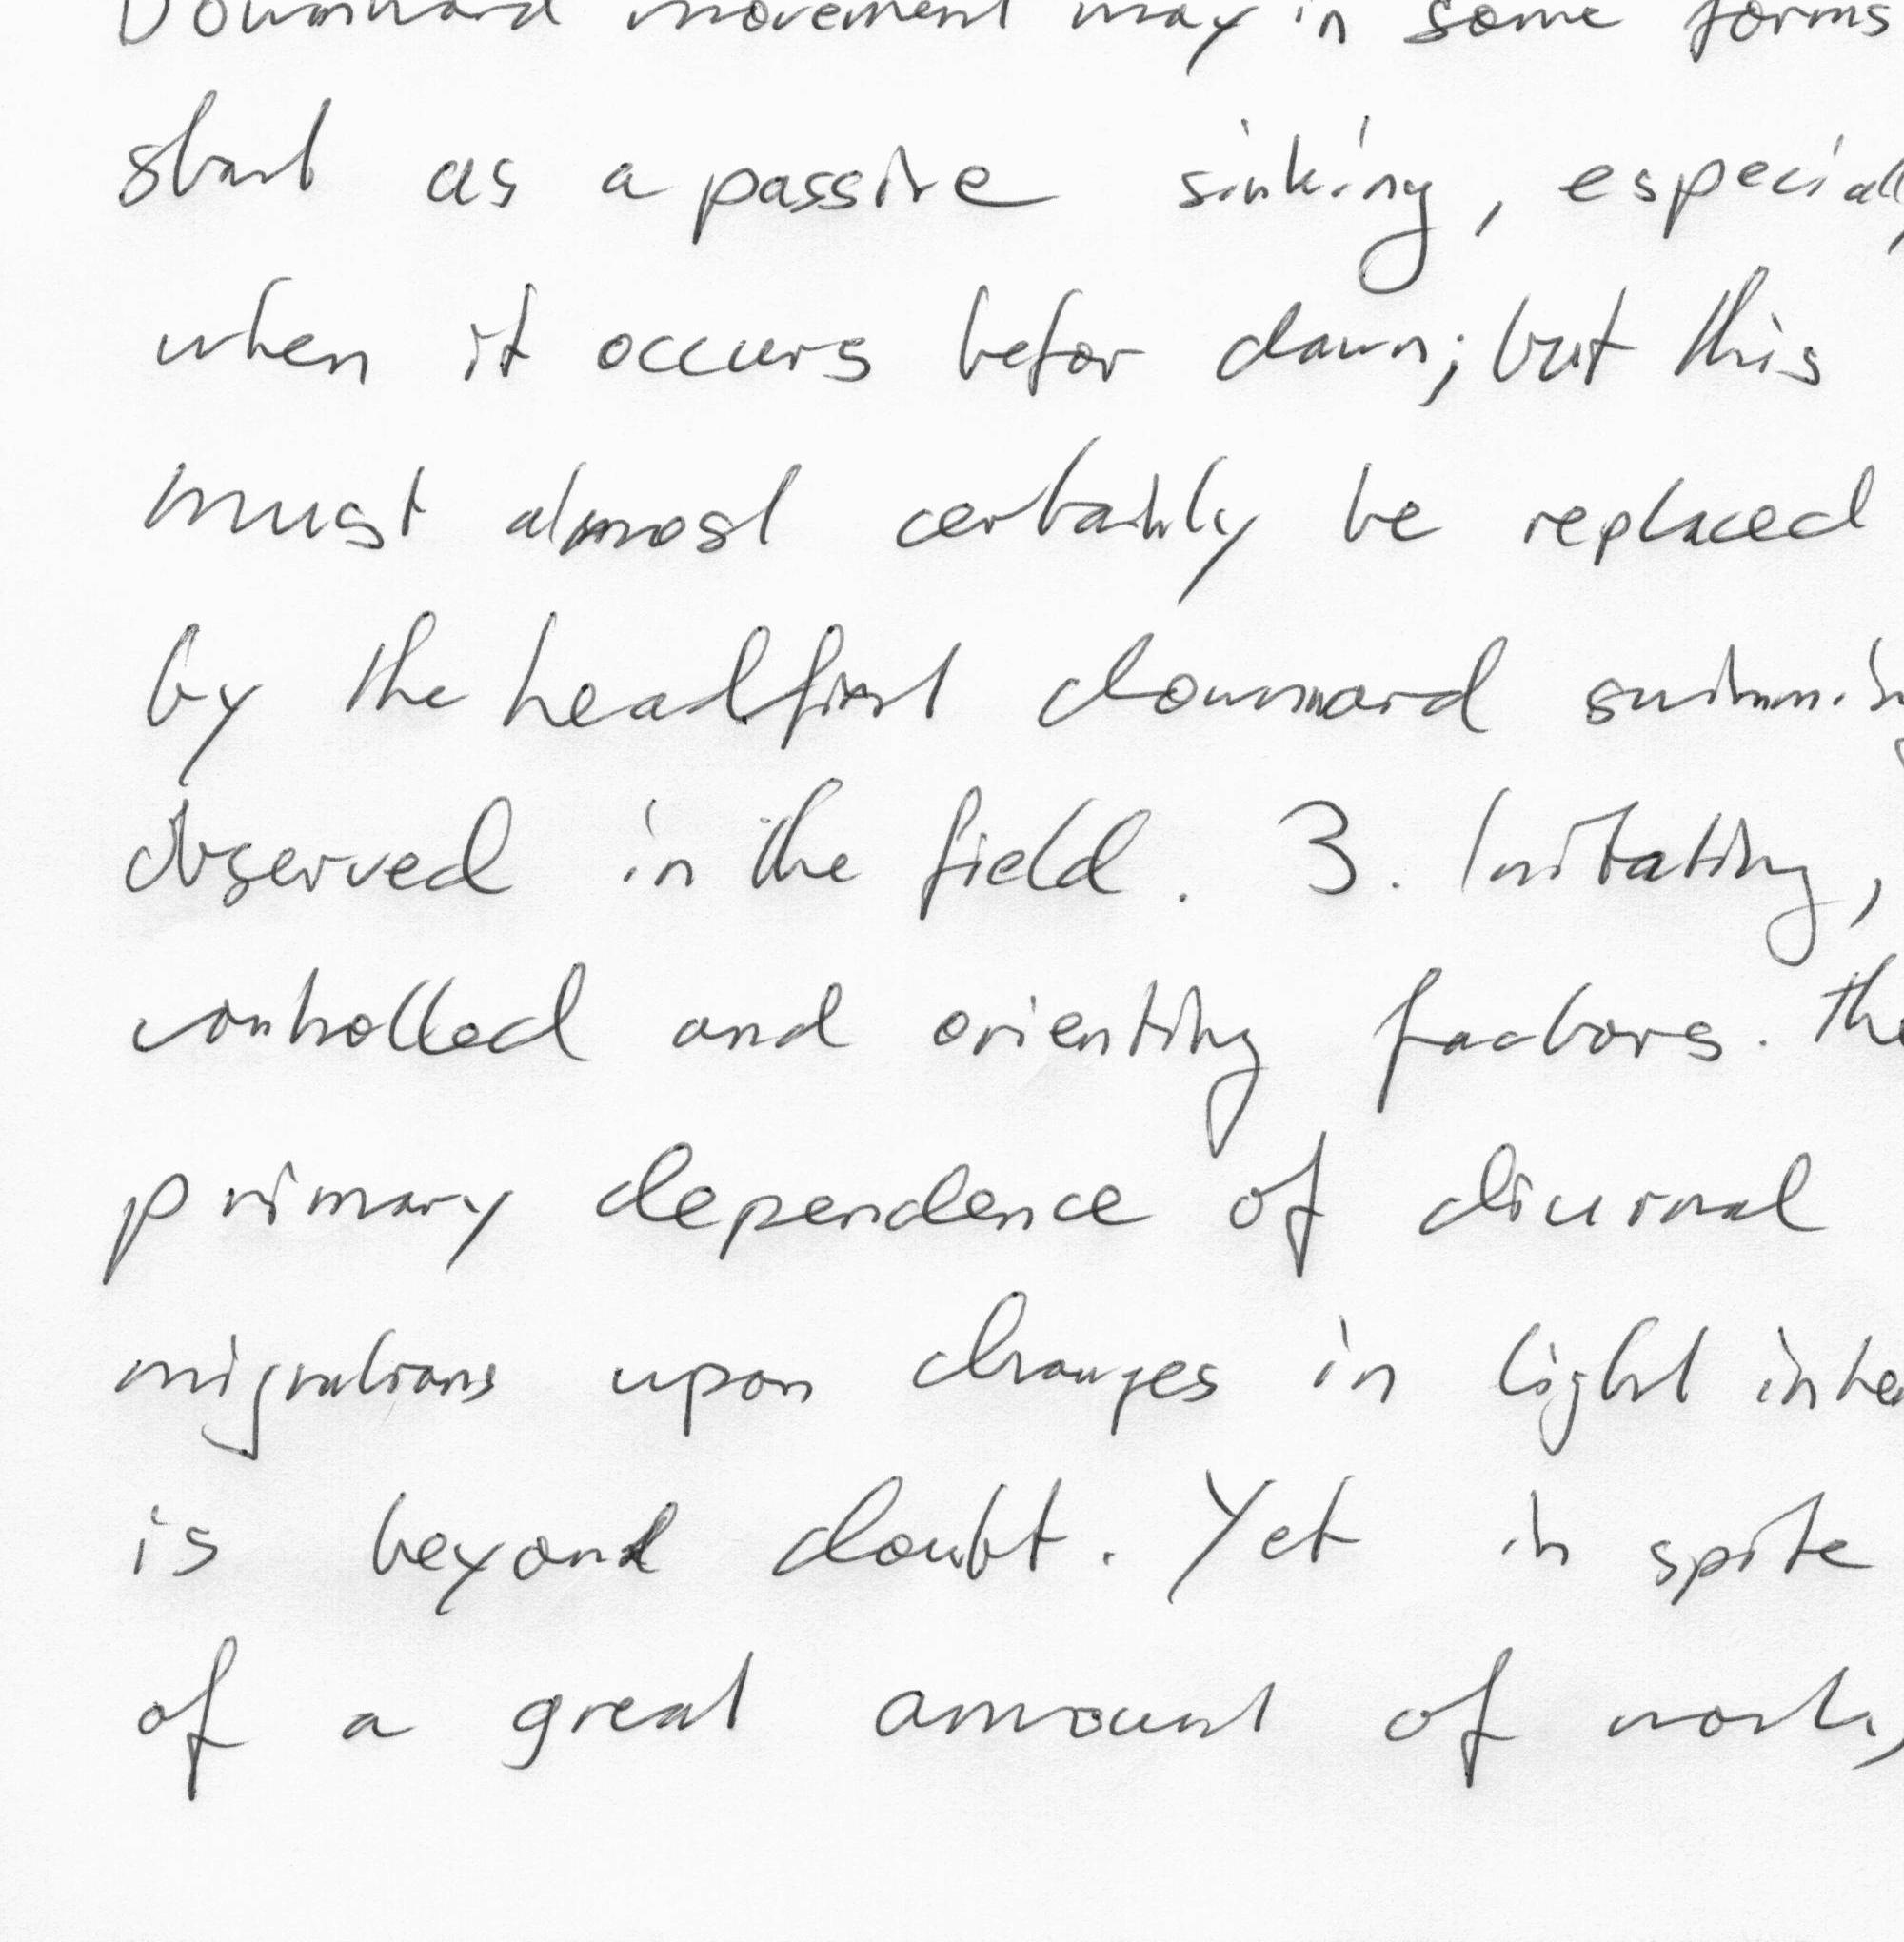 Downward movement may in some forms
start as a passive sinking, especially
when it occurs befor dawn; but this
must almost certainly be replaced
by the headfirst downward swimming
observed in the field. 3. Initating,
controlled and orienting factors. The
primary dependence of diurnal
migrations upon changes in light
is beyond doubt. Yet in spite
of a great amount of work,